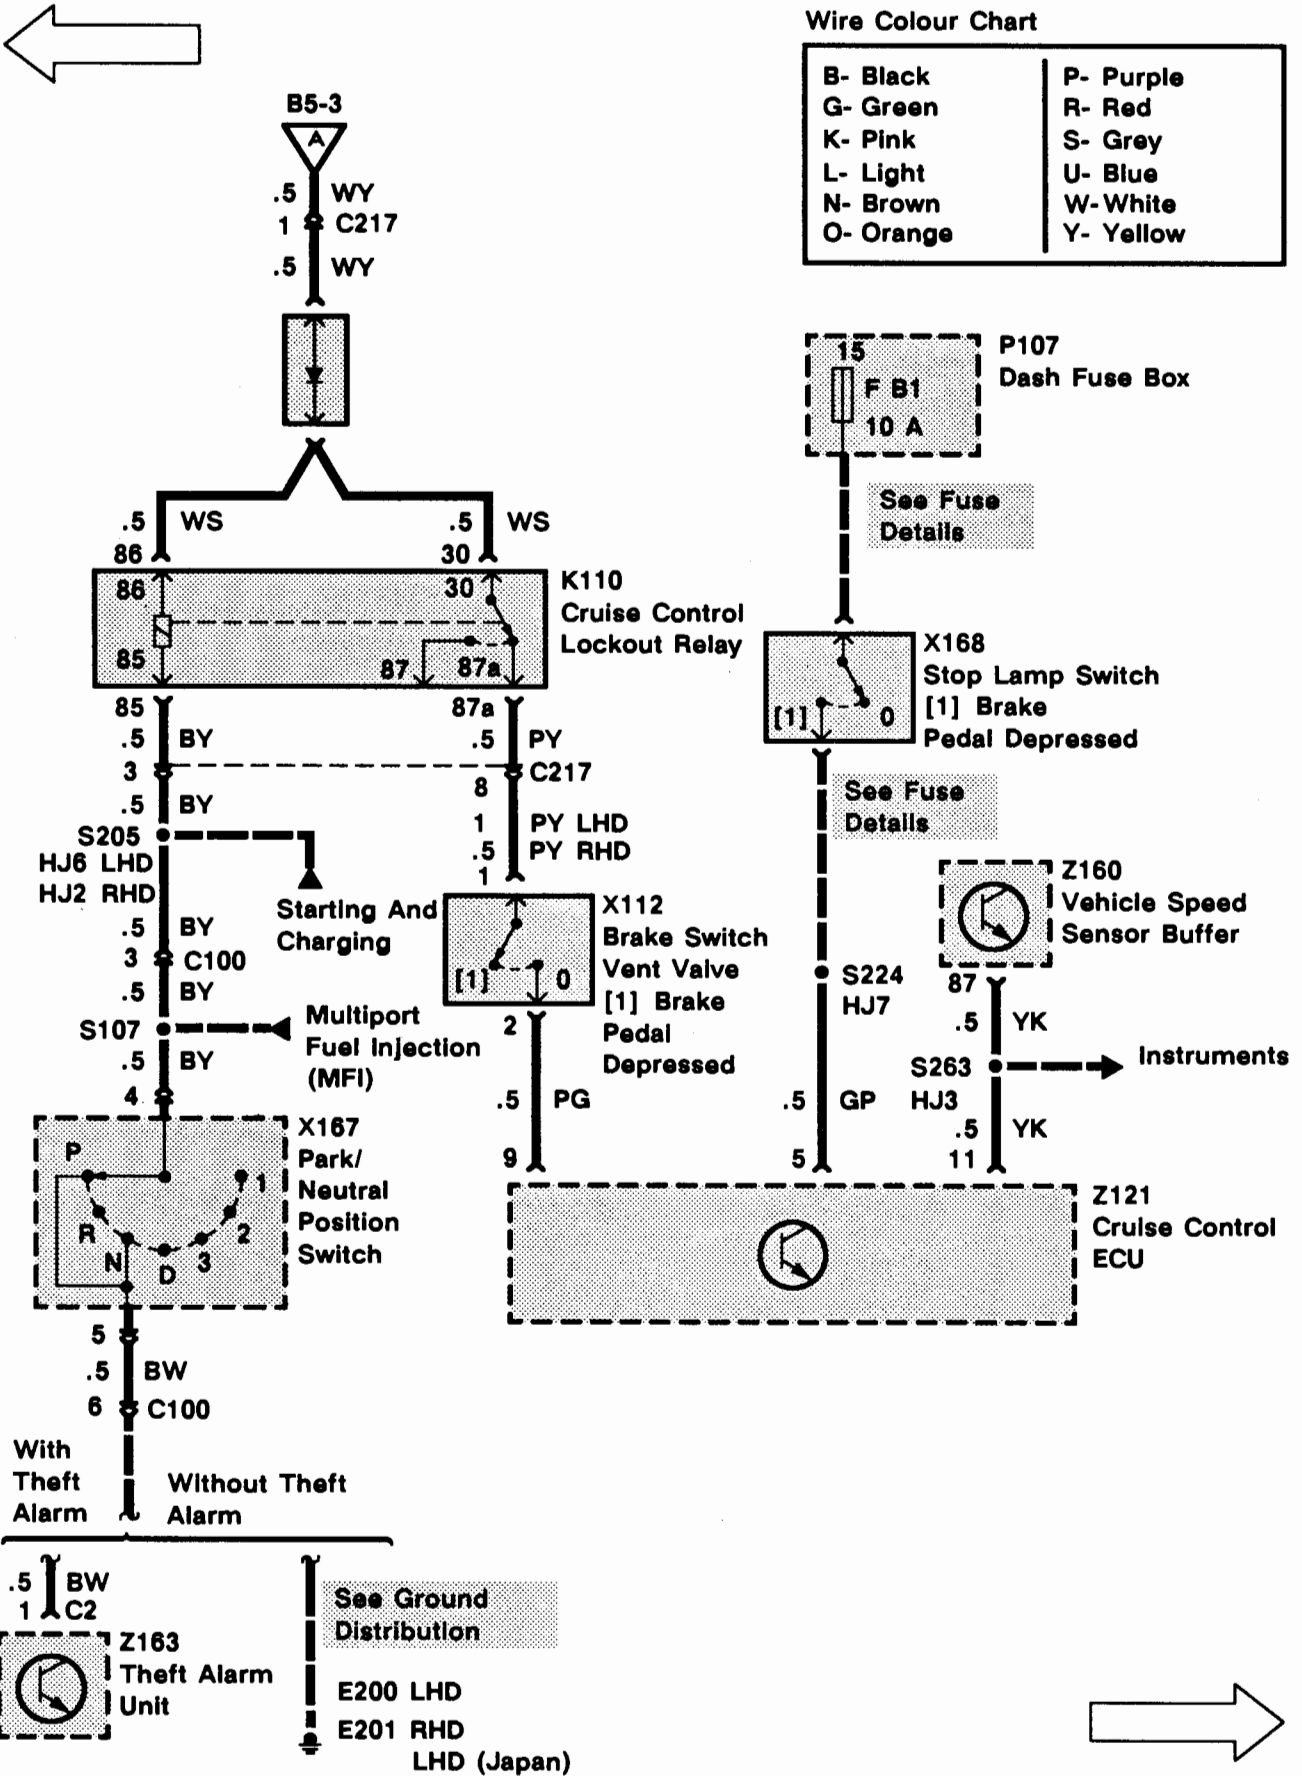 Wire Colour Chart
B- Black
G- Green
K- Pink
L- Light
N- Brown
O- Orange
P- Purple
R- Red
S- Grey
U- Blue
W- White
Y- Yellow
B5-3
A
.5 WY
1 C217
.5 WY
.5 WS
86
.5 WS
30
86
85
30
87
87a
K110
Cruise Control
Lockout Relay
85
.5 BY
3
.5 BY
87a
.5 PY
C217
8
1 PY LHD
.5 PY RHD
1
S205
HJ6 LHD
HJ2 RHD
Starting And
Charging
.5 BY
3 C100
.5 BY
S107
Multiport
Fuel Injection
(MFI)
.5 BY
4
X112
Brake Switch
Vent Valve
[1] Brake
Pedal
Depressed
[1]
0
2
.5 PG
9
P107
Dash Fuse Box
15
F B1
10 A
See Fuse
Details
X168
Stop Lamp Switch
[1] Brake
Pedal Depressed
[1]
0
See Fuse
Details
S224
HJ7
.5 GP
5
Z160
Vehicle Speed
Sensor Buffer
87
.5 YK
S263
HJ3
Instruments
.5 YK
11
X167
Park/
Neutral
Position
Switch
P
R
N
D
3
2
1
Z121
Cruise Control
ECU
5
.5 BW
6 C100
With
Theft
Alarm
Without Theft
Alarm
.5 BW
1 C2
Z163
Theft Alarm
Unit
See Ground
Distribution
E200 LHD
E201 RHD
LHD (Japan)